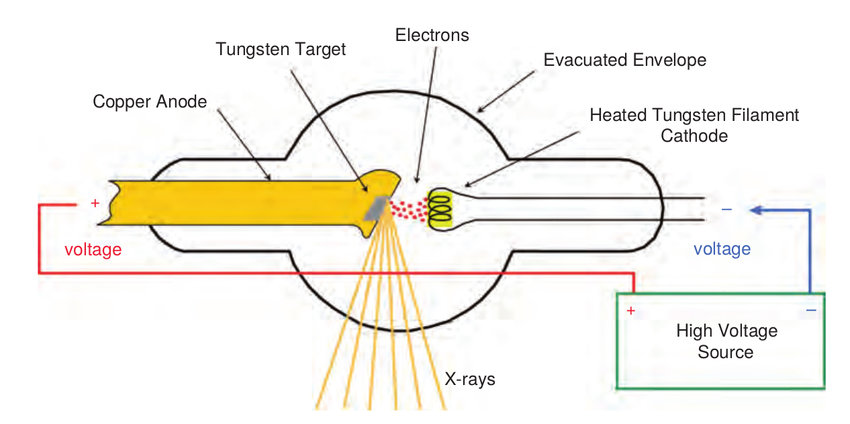 Electrons
Tungsten Target
Evacuated Envelope
Copper Anode
Heated Tungsten Filament
Cathode
+
–
voltage
voltage
+
–
High Voltage
Source
X-rays